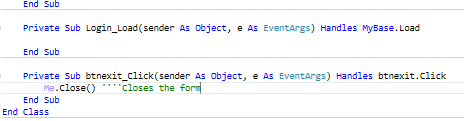 End Sub
Private Sub Login_Load(sender As Object, e As EventArgs) Handles MyBase.Load
End Sub
Private Sub btnexit_Click(sender As Object, e As EventArgs) Handles btnexit.Click
Me.Close() ''''Closes the form
End Sub
End Class